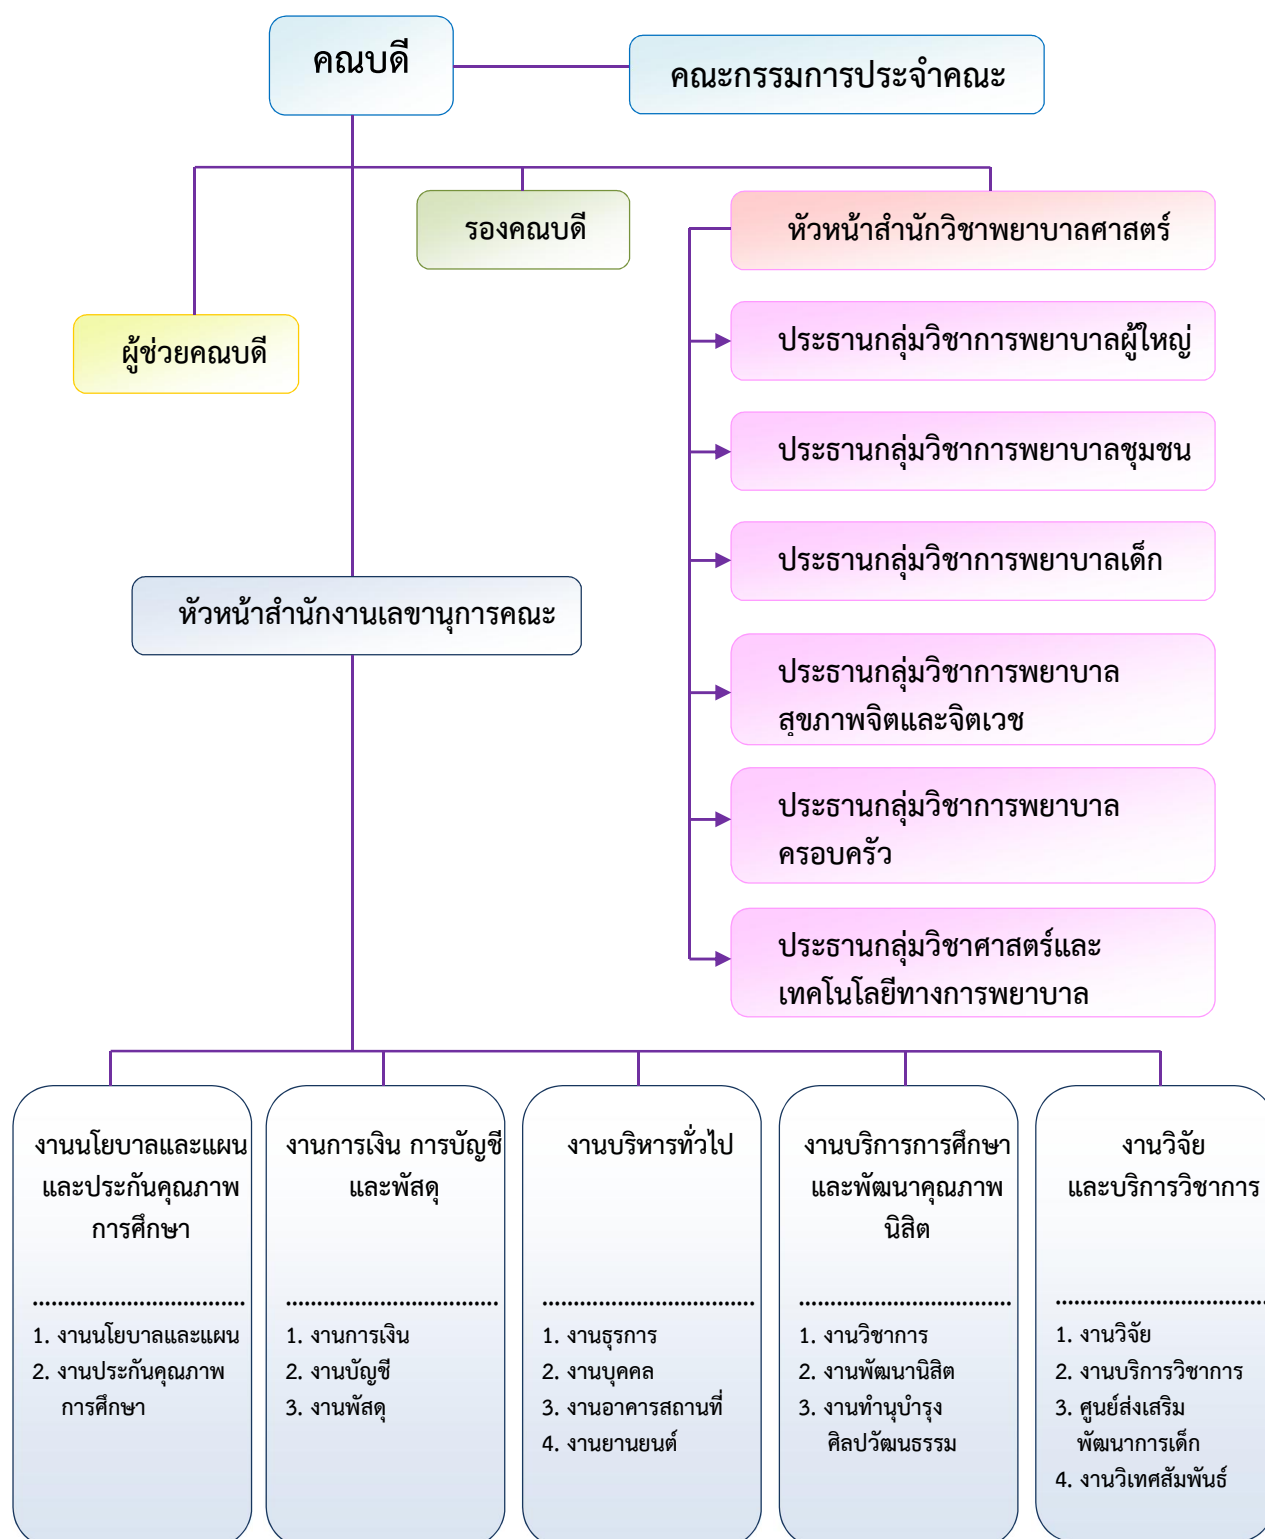 คณบดี
คณะกรรมการประจำคณะ
รองคณบดี
หัวหน้าสำนักวิชาพยาบาลศาสตร์
ผู้ช่วยคณบดี
ประธานกลุ่มวิชาการพยาบาลผู้ใหญ่
ประธานกลุ่มวิชาการพยาบาลชุมชน
ประธานกลุ่มวิชาการพยาบาลเด็ก
หัวหน้าสำนักงานเลขานุการคณะ
ประธานกลุ่มวิชาการพยาบาล
สุขภาพจิตและจิตเวช
ประธานกลุ่มวิชาการพยาบาล
ครอบครัว
ประธานกลุ่มวิชาศาสตร์และ
เทคโนโลยีทางการพยาบาล
งานนโยบาลและแผน
และประกันคุณภาพ
การศึกษา
..................................
1. งานนโยบาลและแผน
2. งานประกันคุณภาพ
การศึกษา
งานการเงิน การบัญชี
และพัสดุ
..................................
1. งานการเงิน
2. งานบัญชี
3. งานพัสดุ
งานบริหารทั่วไป
..................................
1. งานธุรการ
2. งานบุคคล
3. งานอาคารสถานที่
4. งานยานยนต์
งานบริการการศึกษา
และพัฒนาคุณภาพ
นิสิต
..................................
1. งานวิชาการ
2. งานพัฒนานิสิต
3. งานทำนุบำรุง
ศิลปวัฒนธรรม
งานวิจัย
และบริการวิชาการ
..................................
1. งานวิจัย
2. งานบริการวิชาการ
3. ศูนย์ส่งเสริม
พัฒนาการเด็ก
4. งานวิเทศสัมพันธ์